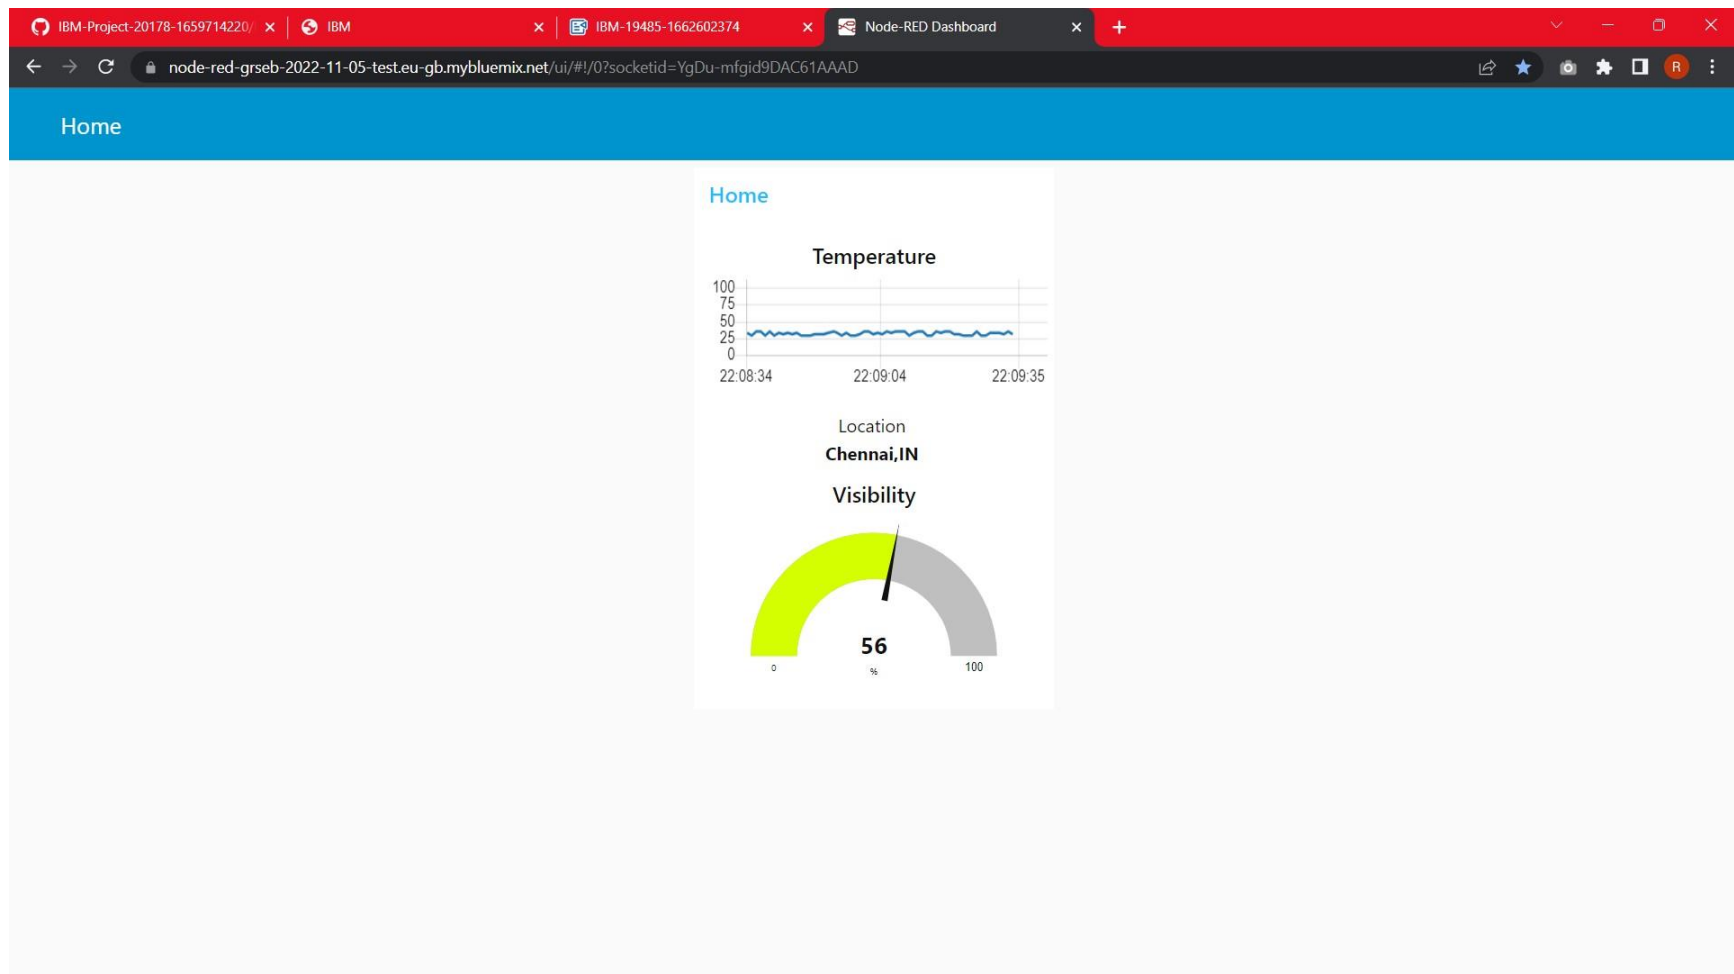 IBM-Project-20178-1659714220/ IBM IBM-19485-1662602374 Node-RED Dashboard
node-red-grseb-2022-11-05-test.eu-gb.mybluemix.net/ui/#!/0?socketid=YgDu-mfgid9DAC61AAAD R
Home
Home
Temperature
100
75
50
25
0
22:08:34 22:09:04 22:09:35
Location
Chennai,IN
Visibility
56
0 % 100